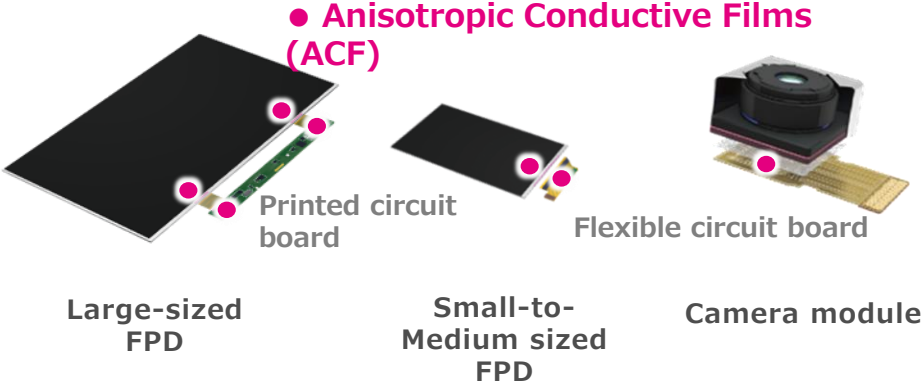 ● Anisotropic Conductive Films
(ACF)
Printed circuit
board
Flexible circuit board
Large-sized
FPD
Small-to-
Medium sized
FPD
Camera module